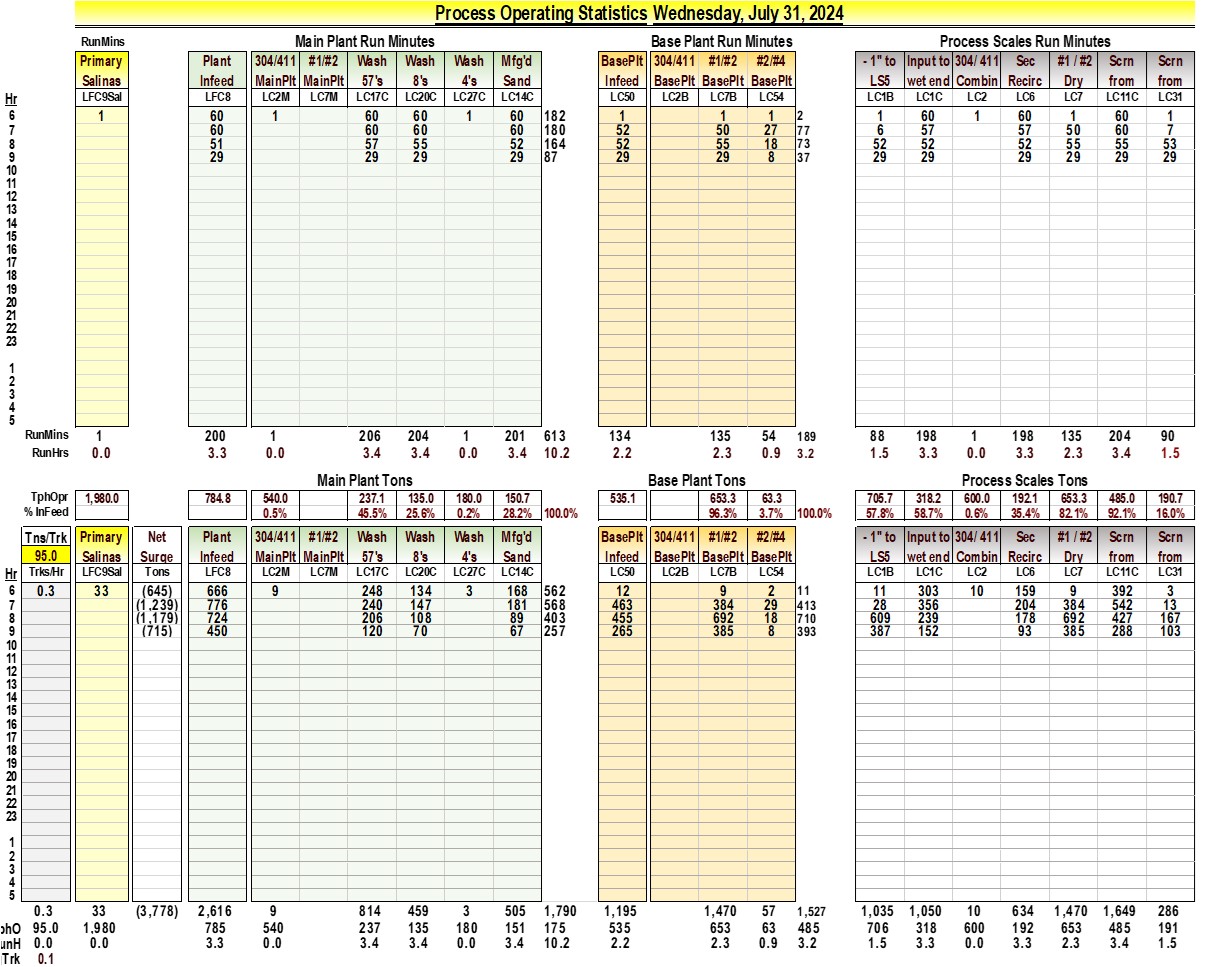 Process Operating Statistics Wednesday, July 31, 2024
RunMins Main Plant Run Minutes Base Plant Run Minutes Process Scales Run Minutes
Primary Plant 304/411 #1/#2 Wash Wash Wash Mfg'd BasePlt 304/411 #1/#2 #2/#4 - 1" to Input to 304/ 411 Sec #1 / #2 Scrn Scrn
Salinas Infeed MainPlt MainPlt 57's 8's 4's Sand Infeed BasePlt BasePlt BasePlt LS5 wet end Combin Recirc Dry from from
Hr LFC9Sal LFC8 LC2M LC7M LC17C LC20C LC27C LC14C LC50 LC2B LC7B LC54 LC1B LC1C LC2 LC6 LC7 LC11C LC31
6 1 60 1 60 60 1 60 182 1 1 1 2 1 60 1 60 1 60 1
7 60 60 60 60 180 52 50 27 77 6 57 57 50 60 7
8 51 57 55 52 164 52 55 18 73 52 52 52 55 55 53
9 29 29 29 29 87 29 29 8 37 29 29 29 29 29 29
10
11
12
13
14
15
16
17
18
19
20
21
22
23
1
2
3
4
5
RunMins 1 200 1 206 204 1 201 613 134 135 54 189 88 198 1 198 135 204 90
RunHrs 0.0 3.3 0.0 3.4 3.4 0.0 3.4 10.2 2.2 2.3 0.9 3.2 1.5 3.3 0.0 3.3 2.3 3.4 1.5
Main Plant Tons Base Plant Tons Process Scales Tons
TphOpr 1,980.0 784.8 540.0 237.1 135.0 180.0 150.7 535.1 653.3 63.3 705.7 318.2 600.0 192.1 653.3 485.0 190.7
% InFeed 0.5% 45.5% 25.6% 0.2% 28.2% 100.0% 96.3% 3.7% 100.0% 57.8% 58.7% 0.6% 35.4% 82.1% 92.1% 16.0%
Tns/Trk Primary Net Plant 304/411 #1/#2 Wash Wash Wash Mfg'd BasePlt 304/411 #1/#2 #2/#4 - 1" to Input to 304/ 411 Sec #1 / #2 Scrn Scrn
95.0 Salinas Surge Infeed MainPlt MainPlt 57's 8's 4's Sand Infeed BasePlt BasePlt BasePlt LS5 wet end Combin Recirc Dry from from
Hr Trks/Hr LFC9Sal Tons LFC8 LC2M LC7M LC17C LC20C LC27C LC14C LC50 LC2B LC7B LC54 LC1B LC1C LC2 LC6 LC7 LC11C LC31
6 0.3 33 (645) 666 9 248 134 3 168 562 12 9 2 11 11 303 10 159 9 392 3
7 (1,239) 776 240 147 181 568 463 384 29 413 28 356 204 384 542 13
8 (1,179) 724 206 108 89 403 455 692 18 710 609 239 178 692 427 167
9 (715) 450 120 70 67 257 265 385 8 393 387 152 93 385 288 103
10
11
12
13
14
15
16
17
18
19
20
21
22
23
1
2
3
4
5
0.3 33 (3,778) 2,616 9 814 459 3 505 1,790 1,195 1,470 57 1,527 1,035 1,050 10 634 1,470 1,649 286
phO 95.0 1,980 785 540 237 135 180 151 175 535 653 63 485 706 318 600 192 653 485 191
unH 0.0 0.0 3.3 0.0 3.4 3.4 0.0 3.4 10.2 2.2 2.3 0.9 3.2 1.5 3.3 0.0 3.3 2.3 3.4 1.5
Trk 0.1